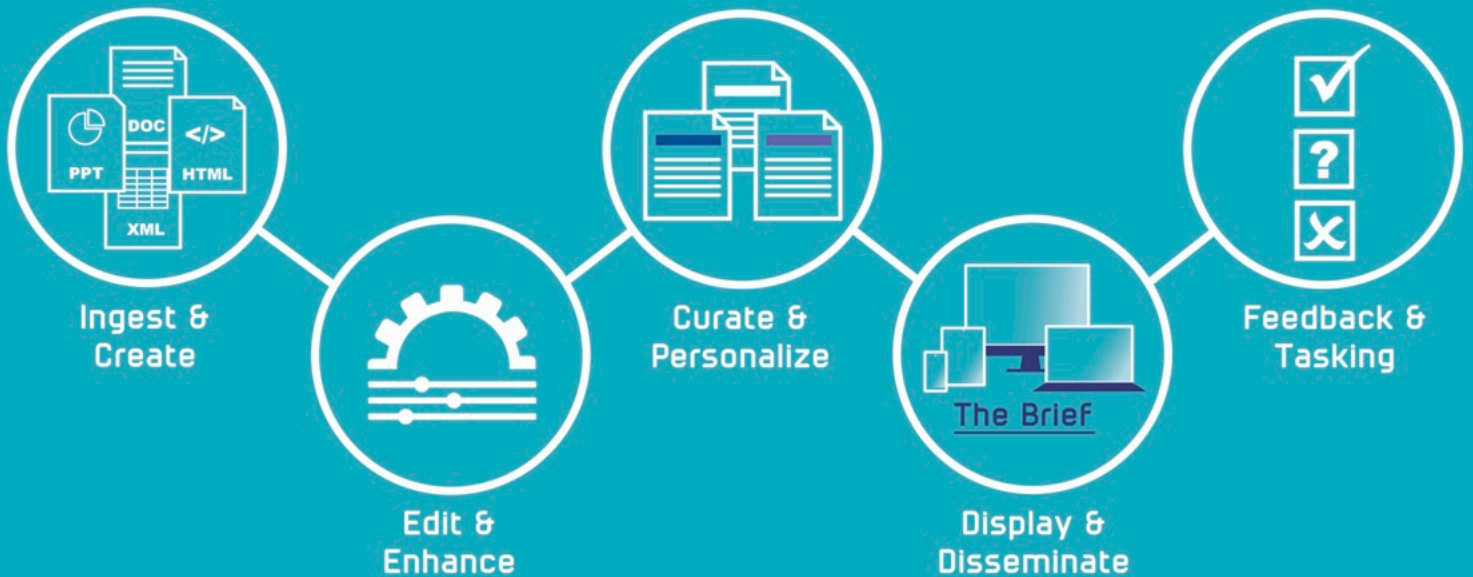 DOC
PPT
</>
HTML
XML
Ingest &
Create
Edit &
Enhance
Curate &
Personalize
The Brief
Display &
Disseminate
?
Feedback &
Tasking